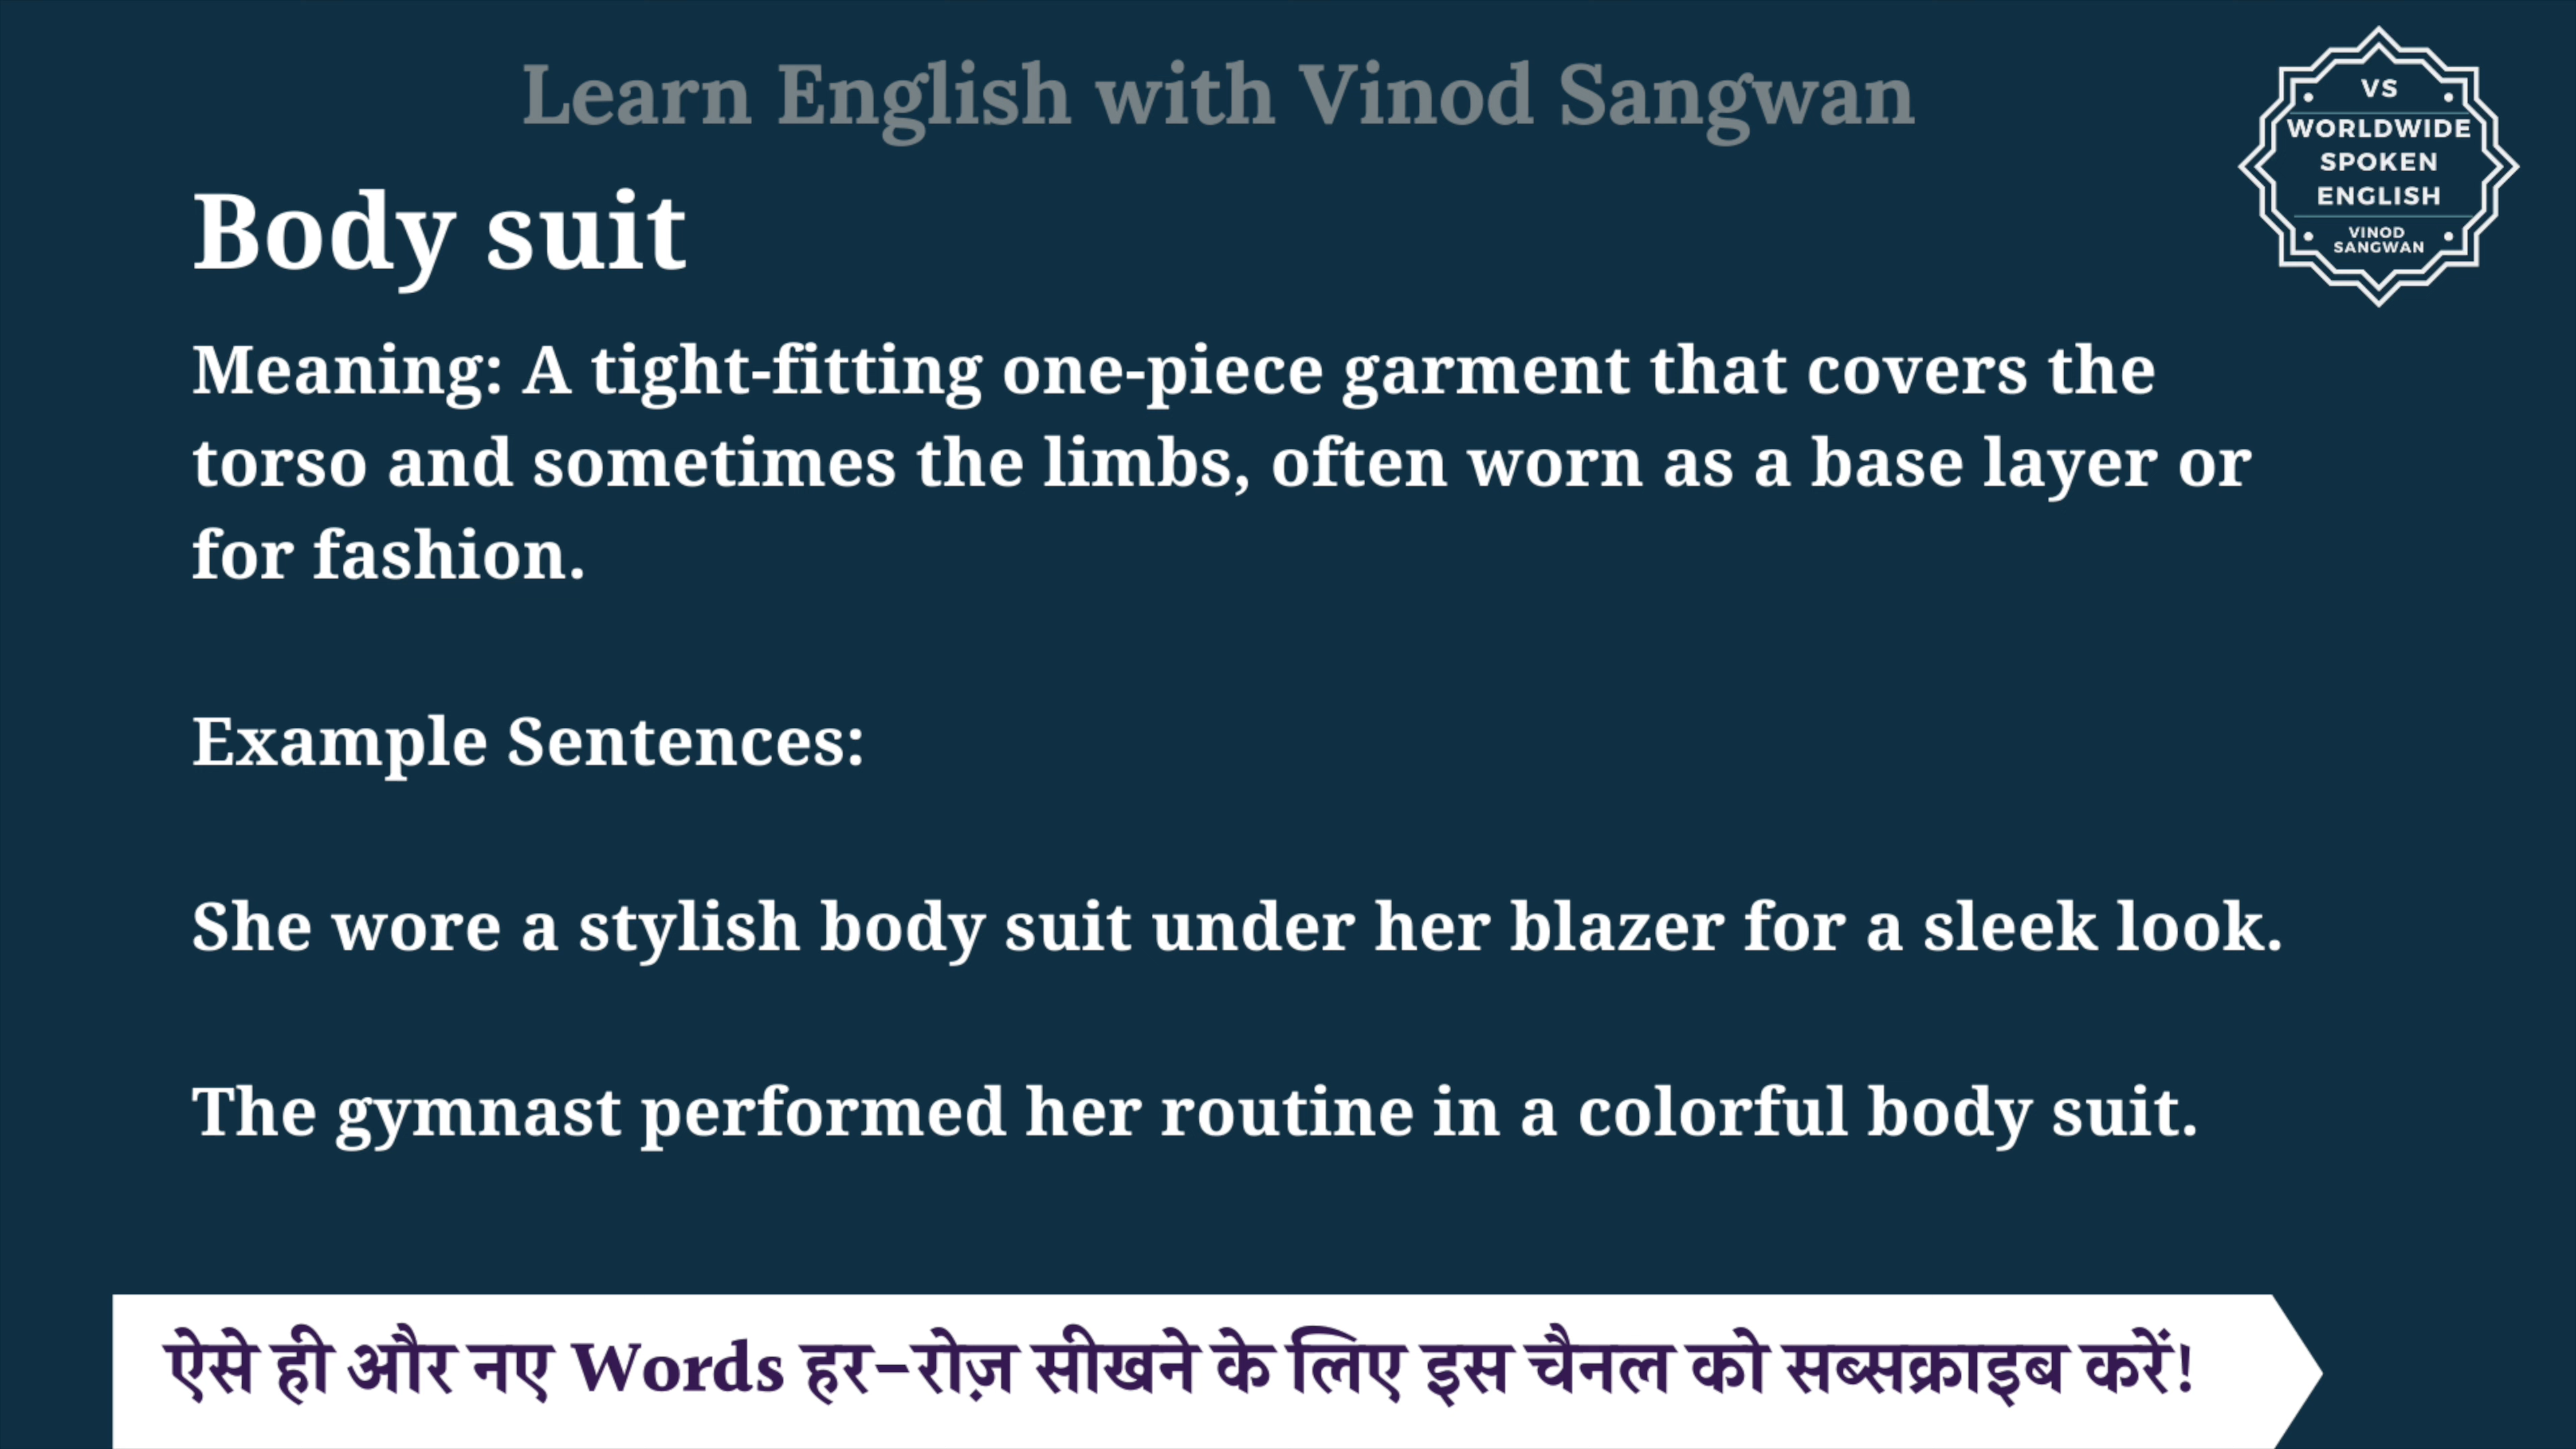 Learn English with Vinod Sangwan
VS
WORLDWIDE
SPOKEN
ENGLISH
VINOD
SANGWAN
Body suit
Meaning: A tight-fitting one-piece garment that covers the
torso and sometimes the limbs, often worn as a base layer or
for fashion.
Example Sentences:
She wore a stylish body suit under her blazer for a sleek look.
The gymnast performed her routine in a colorful body suit.
ऐसे ही और नए Words हर-रोज़ सीखने के लिए इस चैनल को सब्सक्राइब करें!